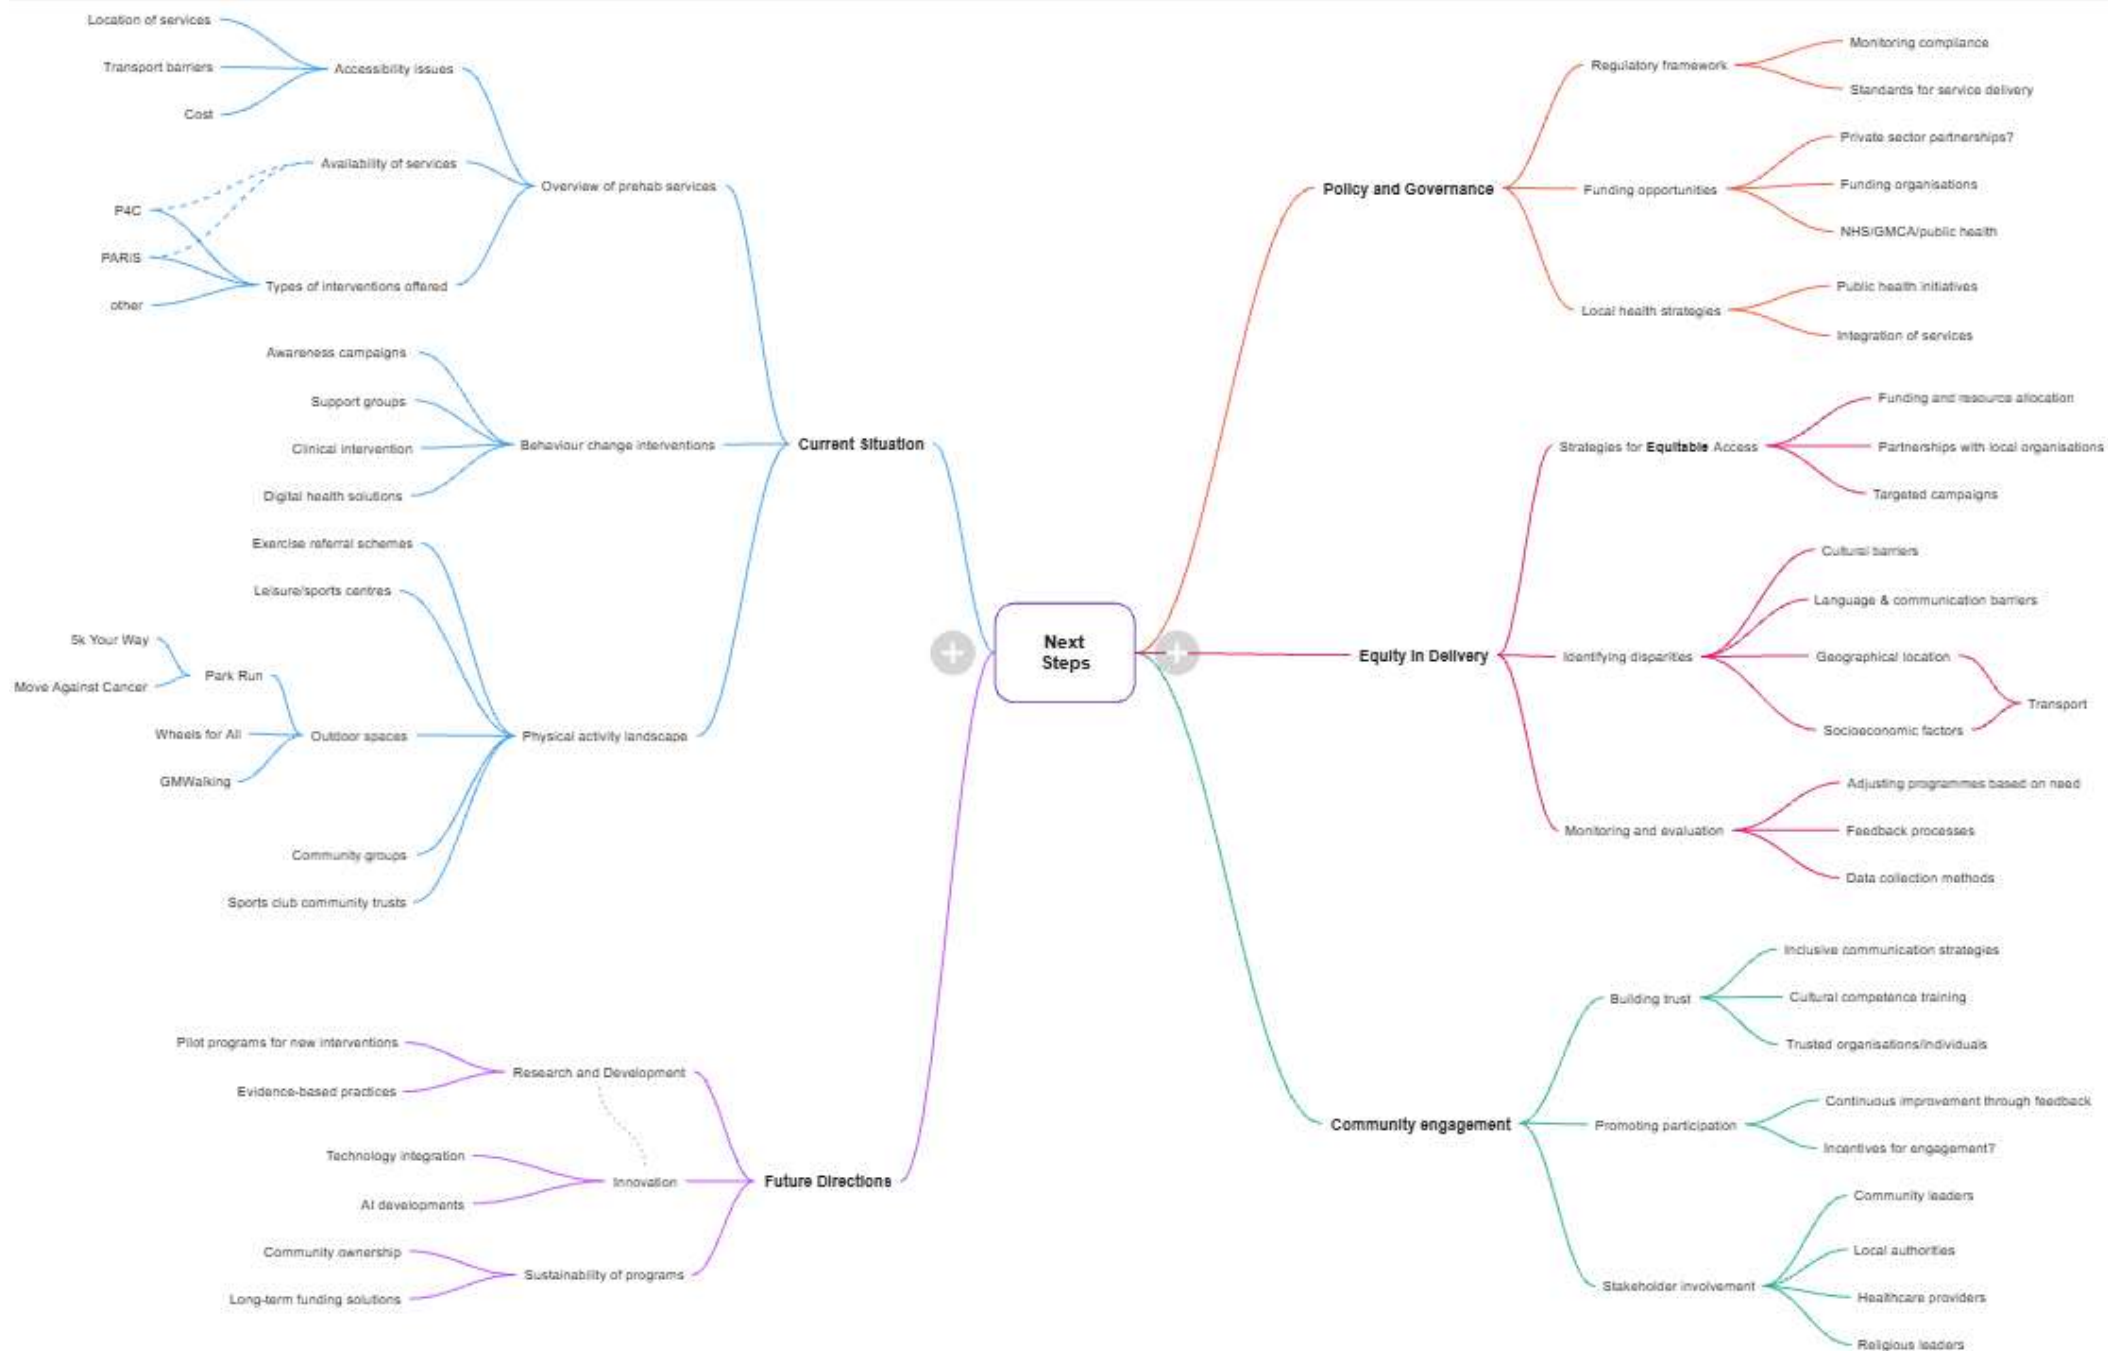 Location of services
Transport barriers
Cost
Accessibility issues
Availability of services
P4C
PARiS
other
Types of interventions offered
Overview of prehab services
Awareness campaigns
Support groups
Clinical intervention
Digital health solutions
Behaviour change interventions
Current Situation
Exercise referral schemes
Leisure/sports centres
5k Your Way
Move Against Cancer
Park Run
Wheels for All
GMWalking
Outdoor spaces
Physical activity landscape
Community groups
Sports club community trusts
Pilot programs for new interventions
Evidence-based practices
Research and Development
Technology integration
AI developments
Innovation
Future Directions
Community ownership
Long-term funding solutions
Sustainability of programs
Next
Steps
Policy and Governance
Regulatory framework
Monitoring compliance
Standards for service delivery
Funding opportunities
Private sector partnerships?
Funding organisations
NHS/GMCA/public health
Local health strategies
Public health initiatives
Integration of services
Equity in Delivery
Strategies for Equitable Access
Funding and resource allocation
Partnerships with local organisations
Targeted campaigns
Identifying disparities
Cultural barriers
Language & communication barriers
Geographical location
Socioeconomic factors
Transport
Monitoring and evaluation
Adjusting programmes based on need
Feedback processes
Data collection methods
Community engagement
Building trust
Inclusive communication strategies
Cultural competence training
Trusted organisations/individuals
Promoting participation
Continuous improvement through feedback
Incentives for engagement?
Stakeholder involvement
Community leaders
Local authorities
Healthcare providers
Religious leaders